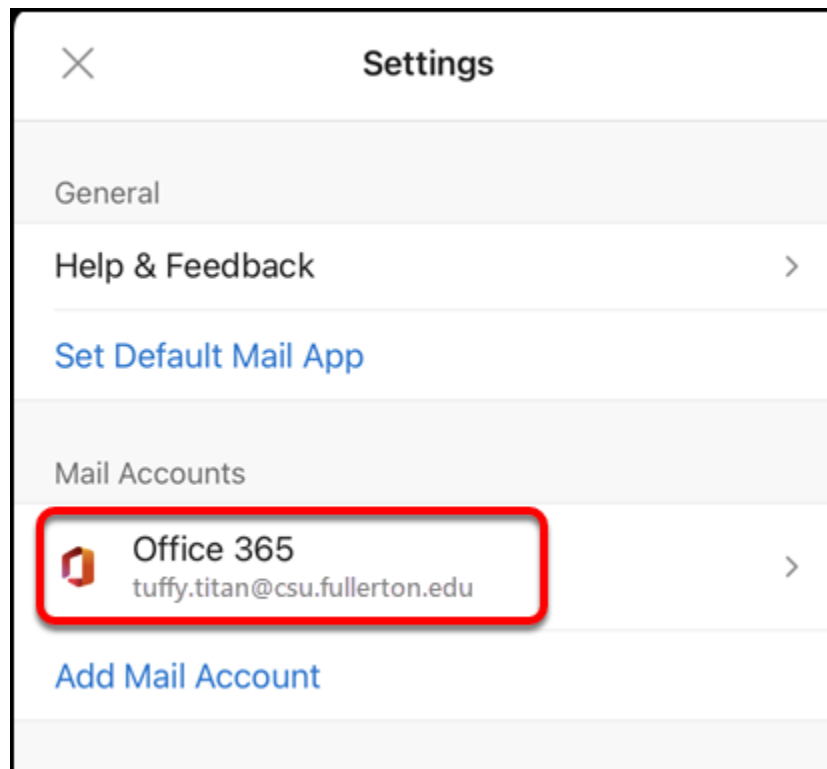 Settings
General
Help & Feedback
Set Default Mail App
Mail Accounts
Office 365
tuffy.titan@csu.fullerton.edu
Add Mail Account